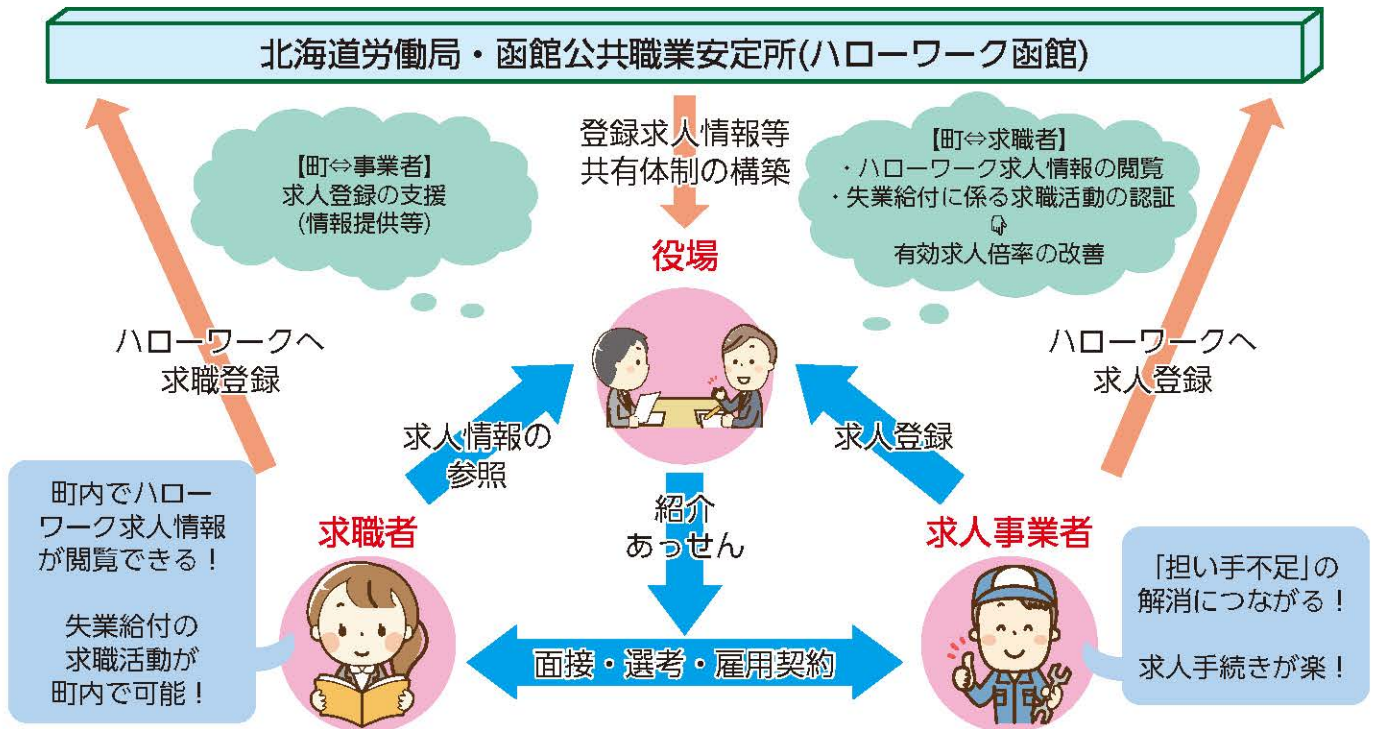 北海道労働局・函館公共職業安定所(ハローワーク函館)
【町⇔事業者】
求人登録の支援
(情報提供等)
登録求人情報等
共有体制の構築
【町⇔求職者】
・ハローワーク求人情報の閲覧
・失業給付に係る求職活動の認証
☟
有効求人倍率の改善
役場
ハローワークへ
求職登録
ハローワークへ
求人登録
求人情報の
参照
求人登録
紹介
あっせん
町内でハロー
ワーク求人情報
が閲覧できる！
失業給付の
求職活動が
町内で可能！
求職者
求人事業者
「担い手不足」の
解消につながる！
求人手続きが楽！
面接・選考・雇用契約